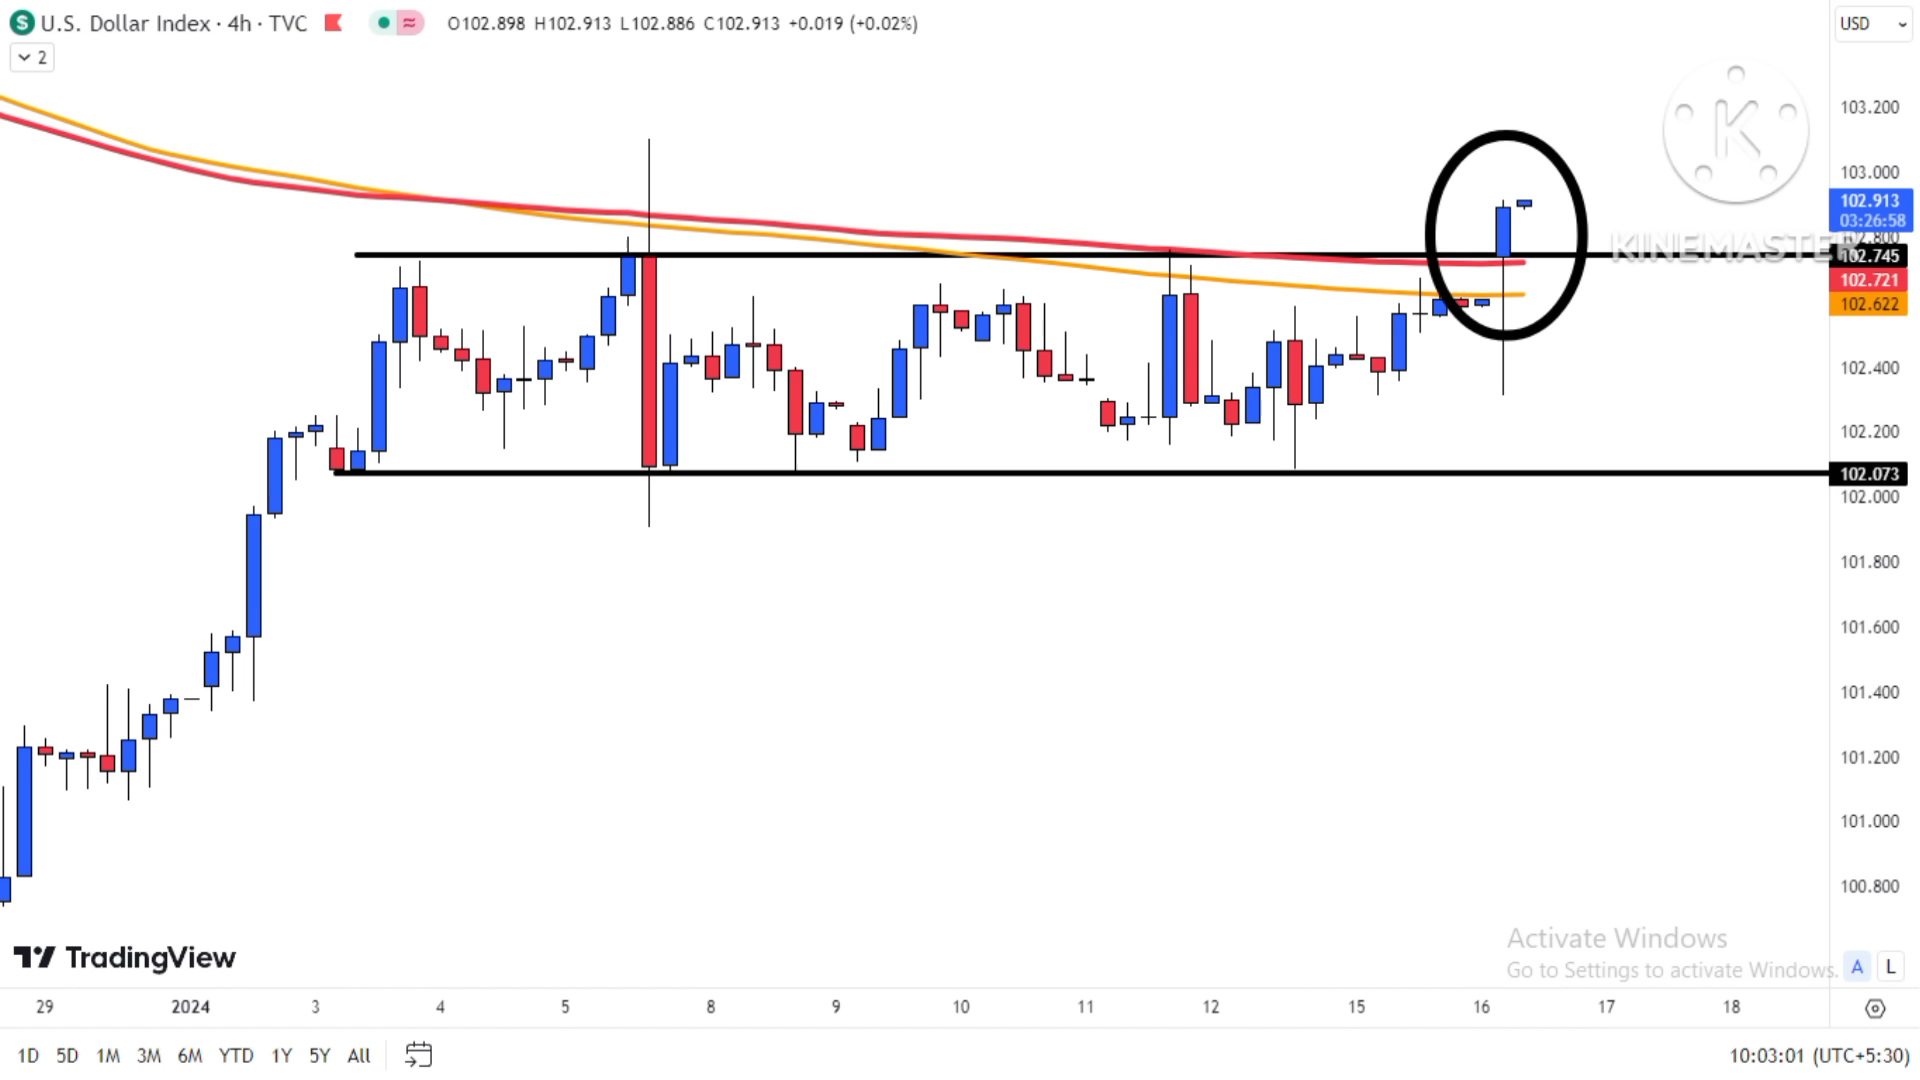 U.S. Dollar Index · 4h · TVC O102.898 H102.913 L102.886 C102.913 +0.019 (+0.02%)
USD
2
K
103.200
103.000
102.913
03:26:58
KINEMASTER
102.745
102.721
102.622
102.400
102.200
102.073
102.000
101.800
101.600
101.400
101.200
101.000
100.800
TradingView
Activate Windows
Go to Settings to activate Windows.
A L
29 2024 3 4 5 8 9 10 11 12 15 16 17 18
1D 5D 1M 3M 6M YTD 1Y 5Y All 10:03:01 (UTC+5:30)